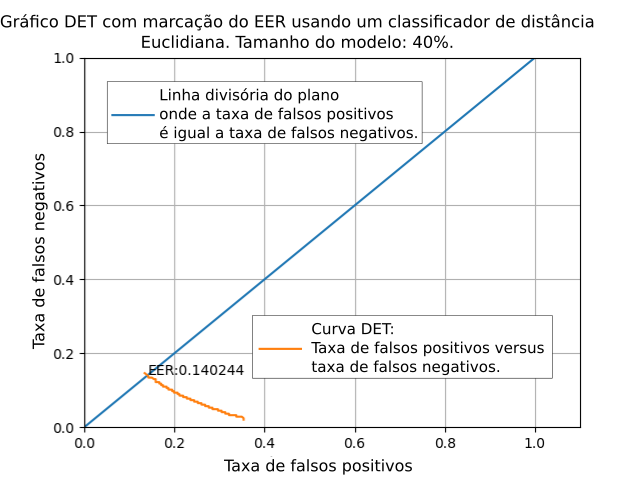 Gráfico DET com marcação do EER usando um classificador de distância
Euclidiana. Tamanho do modelo: 40%.
1.0
0.8
0.6
0.4
0.2
0.0
Taxa de falsos negativos
Linha divisória do plano
onde a taxa de falsos positivos
é igual a taxa de falsos negativos.
Curva DET:
Taxa de falsos positivos versus
taxa de falsos negativos.
EER:0.140244
0.0 0.2 0.4 0.6 0.8 1.0
Taxa de falsos positivos